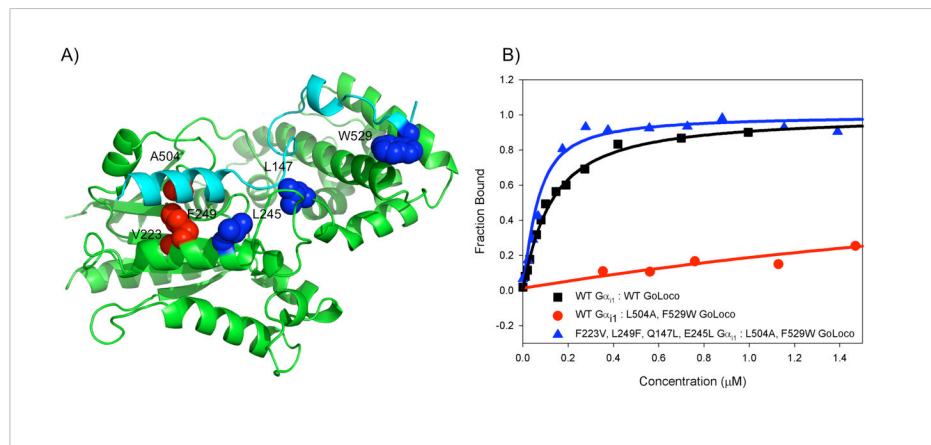 A)
B)
A504
L147
W529
F249
L245
V223
Fraction Bound
1.2
1.0
0.8
0.6
0.4
0.2
0.0
-0.2
WT Gαi1 : WT GoLoco
WT Gαi1 : L504A, F529W GoLoco
F223V, L249F, Q147L, E245L Gαi1 : L504A, F529W GoLoco
0.0 0.2 0.4 0.6 0.8 1.0 1.2 1.4
Concentration (μM)